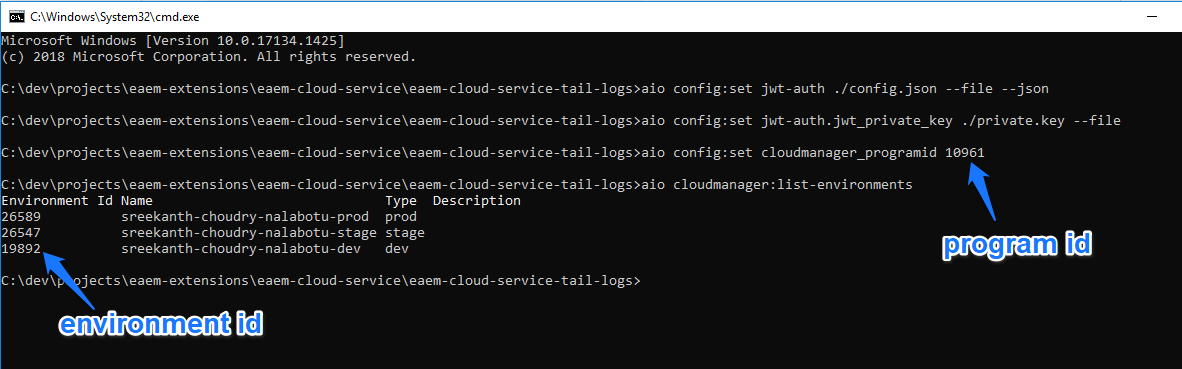 C:\Windows\System32\cmd.exe
Microsoft Windows [Version 10.0.17134.1425]
(c) 2018 Microsoft Corporation. All rights reserved.
C:\dev\projects\eaem-extensions\eaem-cloud-service\eaem-cloud-service-tail-logs>aio config:set jwt-auth ./config.json --file --json
C:\dev\projects\eaem-extensions\eaem-cloud-service\eaem-cloud-service-tail-logs>aio config:set jwt-auth.jwt_private_key ./private.key --file
C:\dev\projects\eaem-extensions\eaem-cloud-service\eaem-cloud-service-tail-logs>aio config:set cloudmanager_programid 10961
C:\dev\projects\eaem-extensions\eaem-cloud-service\eaem-cloud-service-tail-logs>aio cloudmanager:list-environments
Environment Id Name Type Description
26589 sreekanth-choudry-nalabotu-prod prod
26547 sreekanth-choudry-nalabotu-stage stage
19892 sreekanth-choudry-nalabotu-dev dev
program id
C:\dev\projects\eaem-extensions\eaem-cloud-service\eaem-cloud-service-tail-logs>
environment id